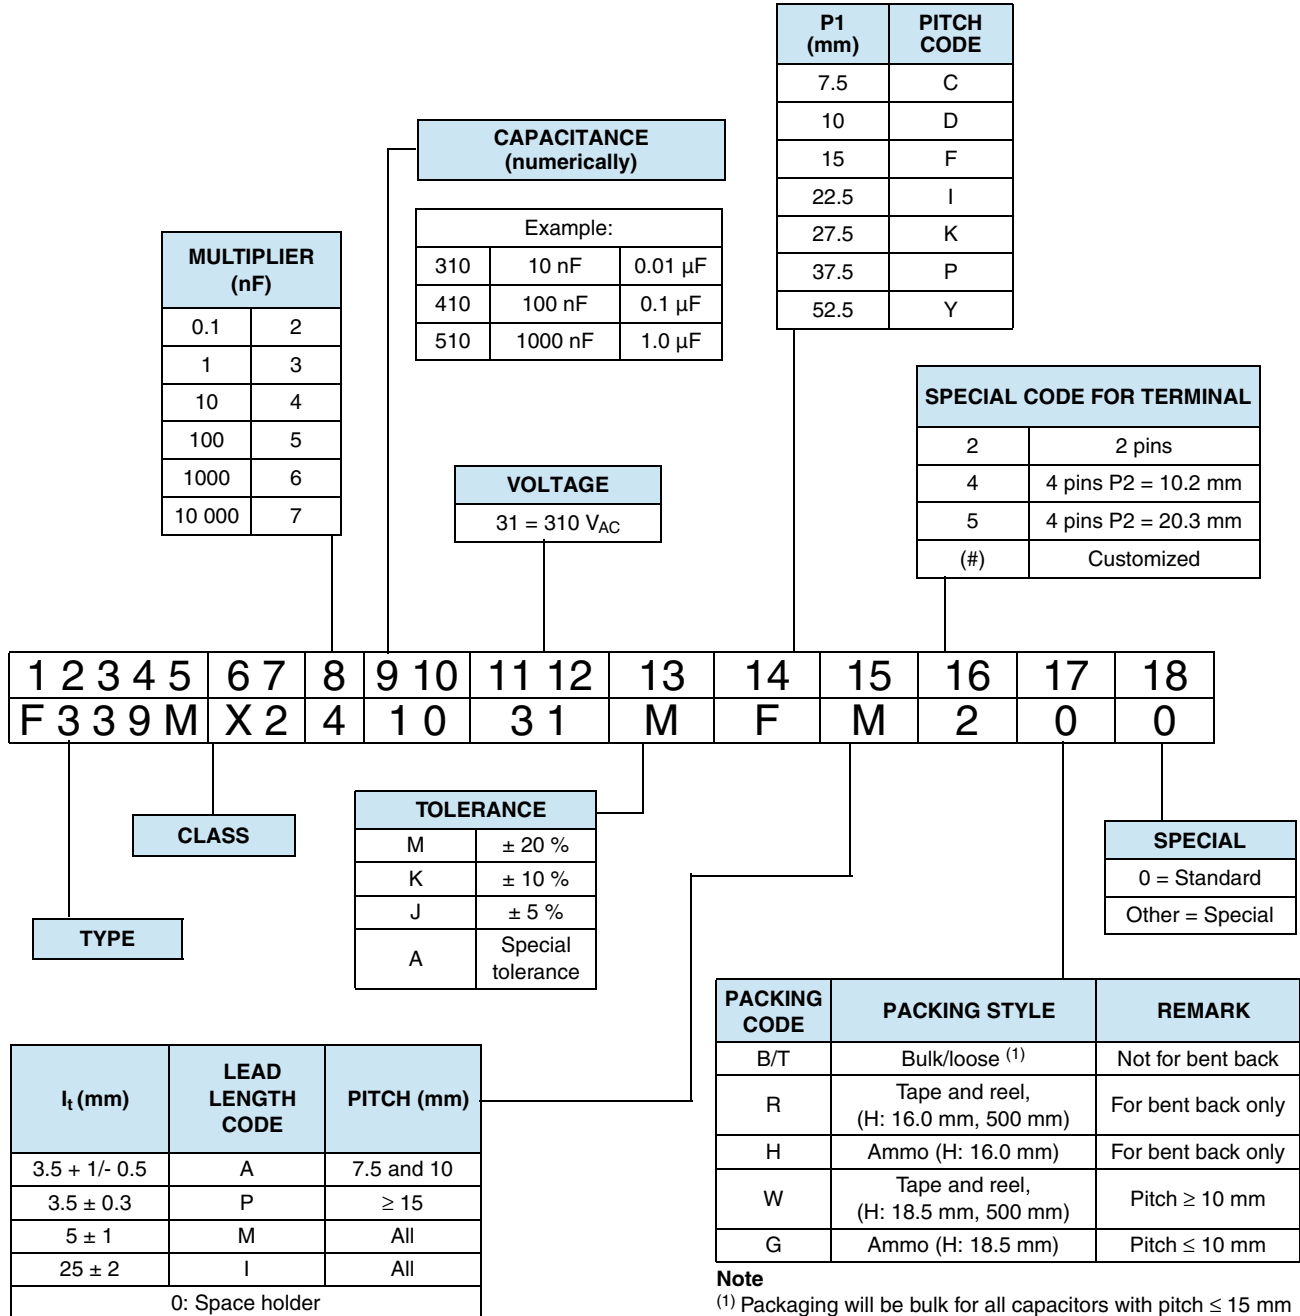 P1 (mm) PITCH CODE
7.5 C
10 D
15 F
22.5 I
27.5 K
37.5 P
52.5 Y
CAPACITANCE
(numerically)
Example:
310 10 nF 0.01 µF
410 100 nF 0.1 µF
510 1000 nF 1.0 µF
MULTIPLIER
(nF)
0.1 2
1 3
10 4
100 5
1000 6
10 000 7
VOLTAGE
31 = 310 VAC
SPECIAL CODE FOR TERMINAL
2 2 pins
4 4 pins P2 = 10.2 mm
5 4 pins P2 = 20.3 mm
(#) Customized
1 2 3 4 5 6 7 8 9 10 11 12 13 14 15 16 17 18
F 3 3 9 M X 2 4 1 0 3 1 M F M 2 0 0
TYPE
CLASS
TOLERANCE
M ± 20 %
K ± 10 %
J ± 5 %
A Special tolerance
SPECIAL
0 = Standard
Other = Special
lt (mm) LEAD LENGTH CODE PITCH (mm)
3.5 + 1/- 0.5 A 7.5 and 10
3.5 ± 0.3 P ≥ 15
5 ± 1 M All
25 ± 2 I All
0: Space holder
PACKING CODE PACKING STYLE REMARK
B/T Bulk/loose (1) Not for bent back
R Tape and reel, (H: 16.0 mm, 500 mm) For bent back only
H Ammo (H: 16.0 mm) For bent back only
W Tape and reel, (H: 18.5 mm, 500 mm) Pitch ≥ 10 mm
G Ammo (H: 18.5 mm) Pitch ≤ 10 mm
Note
(1) Packaging will be bulk for all capacitors with pitch ≤ 15 mm